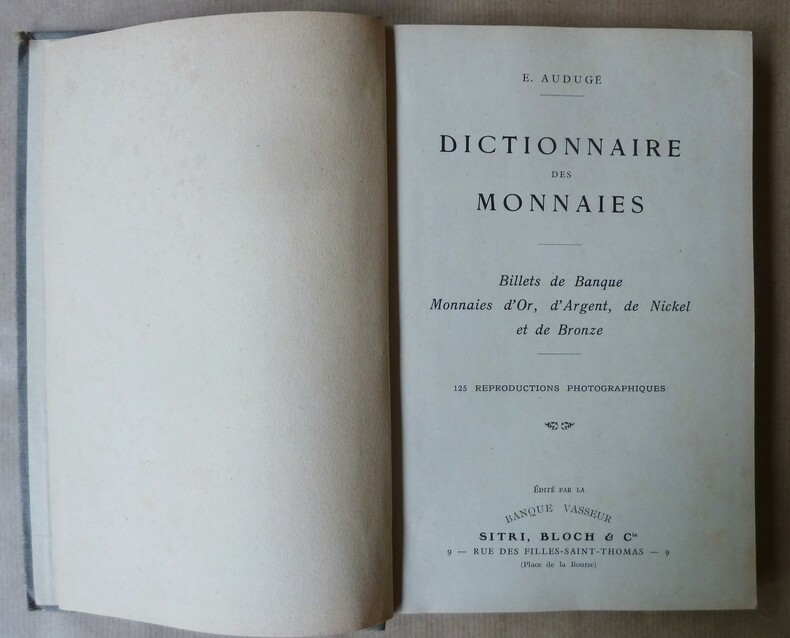 E. AUDUGÉ
DICTIONNAIRE
DES
MONNAIES
Billets de Banque
Monnaies d'Or, d'Argent, de Nickel
et de Bronze
125 REPRODUCTIONS PHOTOGRAPHIQUES
ÉDITÉ PAR LA
BANQUE VASSEUR
SITRI, BLOCH & Cie
9 — RUE DES FILLES-SAINT-THOMAS — 9
(Place de la Bourse)